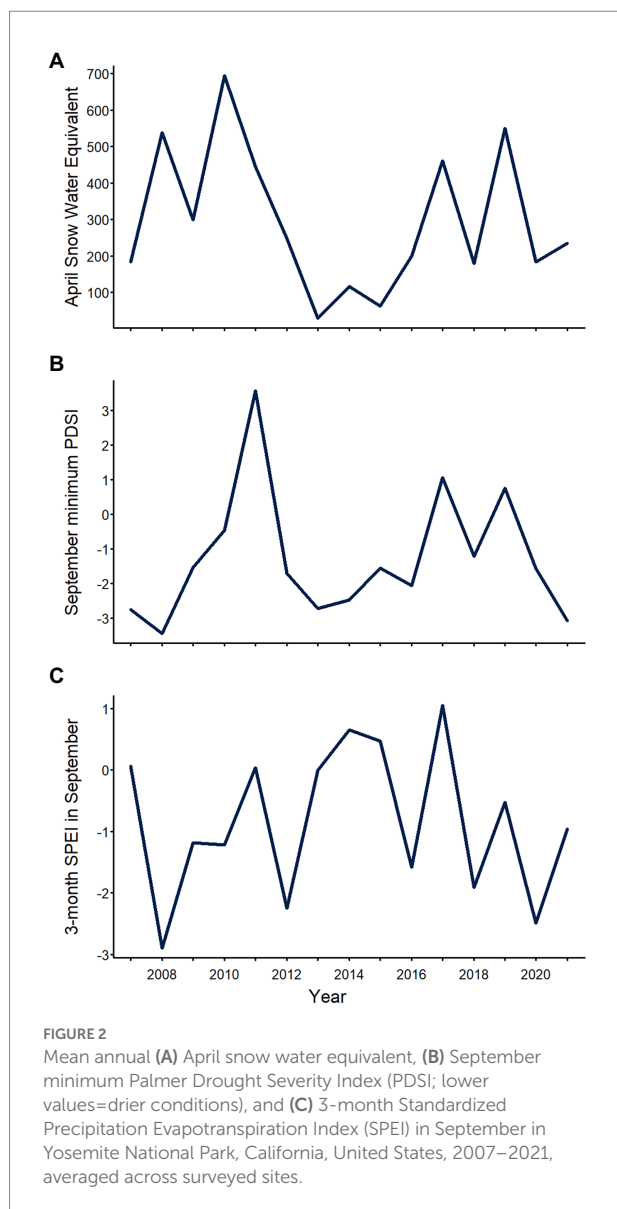 A
April Snow Water Equivalent
700
600
500
400
300
200
100
B
September minimum PDSI
3
2
1
0
-1
-2
-3
C
3-month SPEI in September
1
0
-1
-2
-3
2008 2010 2012 2014 2016 2018 2020
Year
FIGURE 2
Mean annual (A) April snow water equivalent, (B) September
minimum Palmer Drought Severity Index (PDSI; lower
values=drier conditions), and (C) 3-month Standardized
Precipitation Evapotranspiration Index (SPEI) in September in
Yosemite National Park, California, United States, 2007–2021,
averaged across surveyed sites.